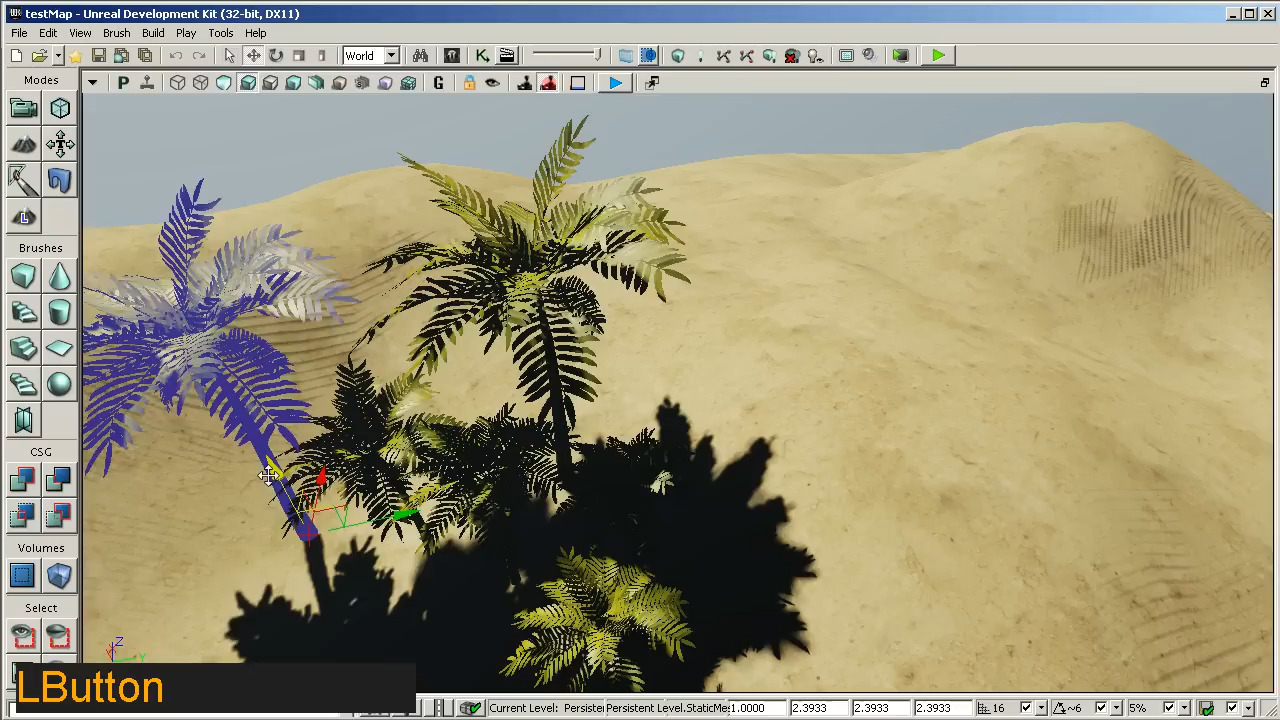 testMap - Unreal Development Kit (32-bit, DX11)
File Edit View Brush Build Play Tools Help
World
Modes
P
G
L
Brushes
CSG
Volumes
Select
Z
Y
LButton
Current Level: Persiste
Persistent Level.StaticMe
1.0000
2.3933
2.3933
2.3933
16
5%